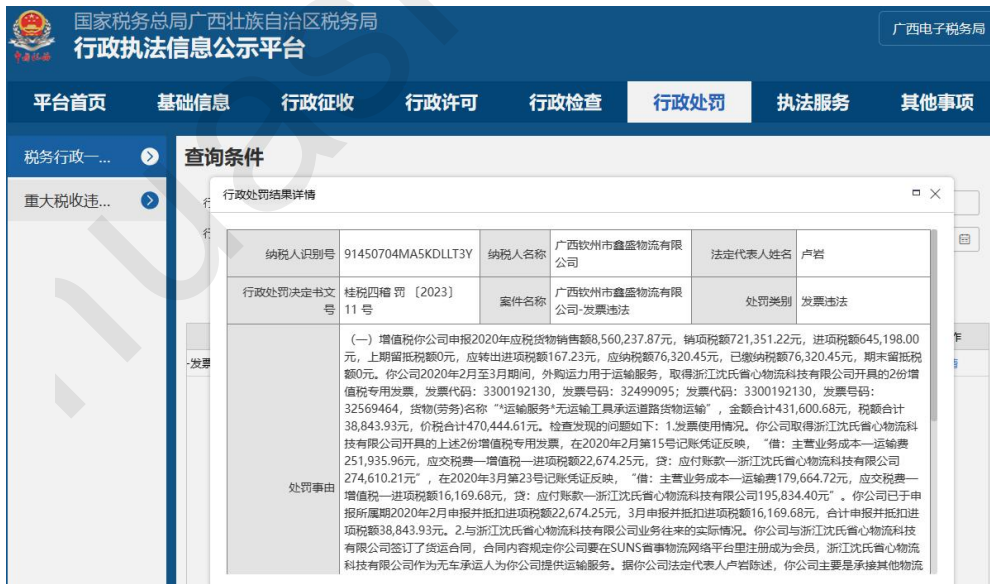 国家税务总局广西壮族自治区税务局
行政执法信息公示平台
广西电子税务局
平台首页 基础信息 行政征收 行政许可 行政检查 行政处罚 执法服务 其他事项
税务行政一...
重大税收违...
查询条件
行政处罚结果详情
纳税人识别号 91450704MA5KDLLT3Y 纳税人名称 广西钦州市鑫盛物流有限公司 法定代表人姓名 卢岩
行政处罚决定书文号 桂税四稽 罚 〔2023〕 11 号 案件名称 广西钦州市鑫盛物流有限公司-发票违法 处罚类别 发票违法
-发票
处罚事由
（一）增值税你公司申报2020年应税货物销售额8,560,237.87元，销项税额721,351.22元，进项税额645,198.00
元，上期留抵税额0元，应转出进项税额167.23元，应纳税额76,320.45元，已缴纳税额76,320.45元，期末留抵税
额0元。你公司2020年2月至3月期间，外购运力用于运输服务，取得浙江沈氏省心物流科技有限公司开具的2份增
值税专用发票，发票代码：3300192130，发票号码：32499095；发票代码：3300192130，发票号码：
32569464，货物(劳务)名称“*运输服务*无运输工具承运道路货物运输”，金额合计431,600.68元，税额合计
38,843.93元，价税合计470,444.61元。检查发现的问题如下：1.发票使用情况。你公司取得浙江沈氏省心物流科
技有限公司开具的上述2份增值税专用发票，在2020年2月第15号记账凭证反映，“借：主营业务成本—运输费
251,935.96元，应交税费—增值税—进项税额22,674.25元，贷：应付账款—浙江沈氏省心物流科技有限公司
274,610.21元”，在2020年3月第23号记账凭证反映，“借：主营业务成本—运输费179,664.72元，应交税费—
增值税—进项税额16,169.68元，贷：应付账款—浙江沈氏省心物流科技有限公司195,834.40元”。你公司已于申
报所属期2020年2月申报并抵扣进项税额22,674.25元，3月申报并抵扣进项税额16,169.68元，合计申报并抵扣进
项税额38,843.93元。2.与浙江沈氏省心物流科技有限公司业务往来的实际情况。你公司与浙江沈氏省心物流科技
有限公司签订了货运合同，合同内容规定你公司要在SUNS省事物流网络平台里注册成为会员，浙江沈氏省心物流
科技有限公司作为无车承运人为你公司提供运输服务。据你公司法定代表人卢岩陈述，你公司主要是承接其他物流